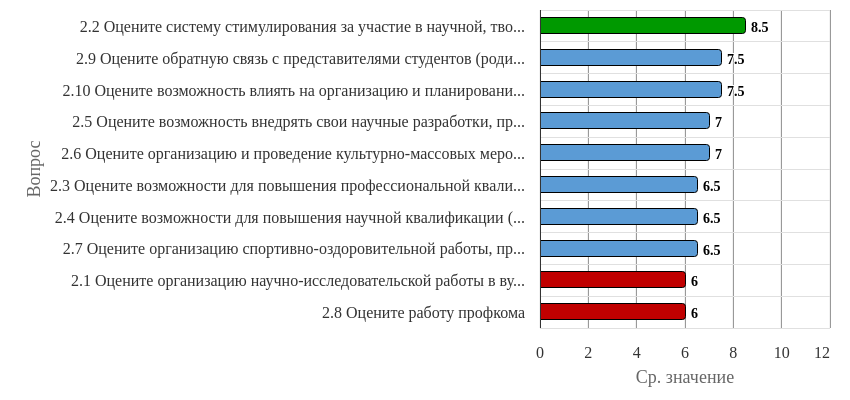 2.2 Оцените систему стимулирования за участие в научной, тво... 8.5
2.9 Оцените обратную связь с представителями студентов (роди... 7.5
2.10 Оцените возможность влиять на организацию и планировани... 7.5
2.5 Оцените возможность внедрять свои научные разработки, пр... 7
2.6 Оцените организацию и проведение культурно-массовых меро... 7
2.3 Оцените возможности для повышения профессиональной квали... 6.5
2.4 Оцените возможности для повышения научной квалификации (... 6.5
2.7 Оцените организацию спортивно-оздоровительной работы, пр... 6.5
2.1 Оцените организацию научно-исследовательской работы в ву... 6
2.8 Оцените работу профкома 6
Вопрос
0 2 4 6 8 10 12
Ср. значение